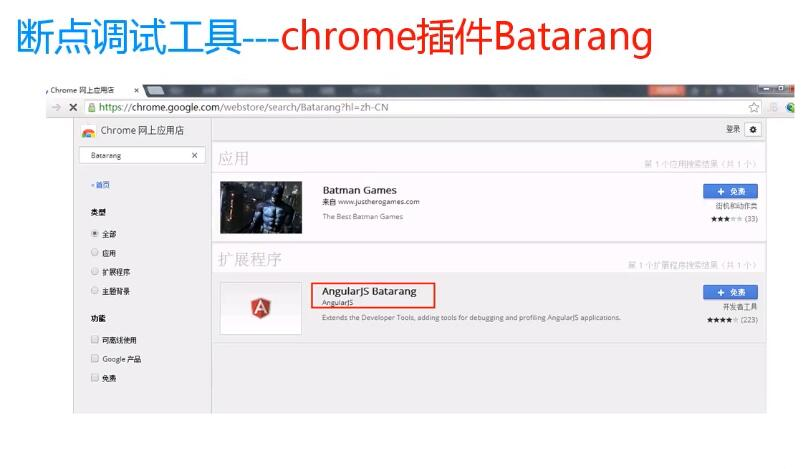 断点调试工具---chrome插件Batarang
Chrome 网上应用店
https://chrome.google.com/webstore/search/Batarang?hl=zh-CN
Chrome 网上应用店
登录
Batarang
«首页
类型
全部
应用
扩展程序
主题背景
功能
可离线使用
Google 产品
免费
应用
第 1 个应用搜索结果（共 1 个）
Batman Games
来自 www.justherogames.com
The Best Batman Games
+ 免费
街机和动作类
(33)
扩展程序
第 1 个扩展程序搜索结果（共 1 个）
AngularJS Batarang
AngularJS
Extends the Developer Tools, adding tools for debugging and profiling AngularJS applications.
+ 免费
开发者工具
(223)